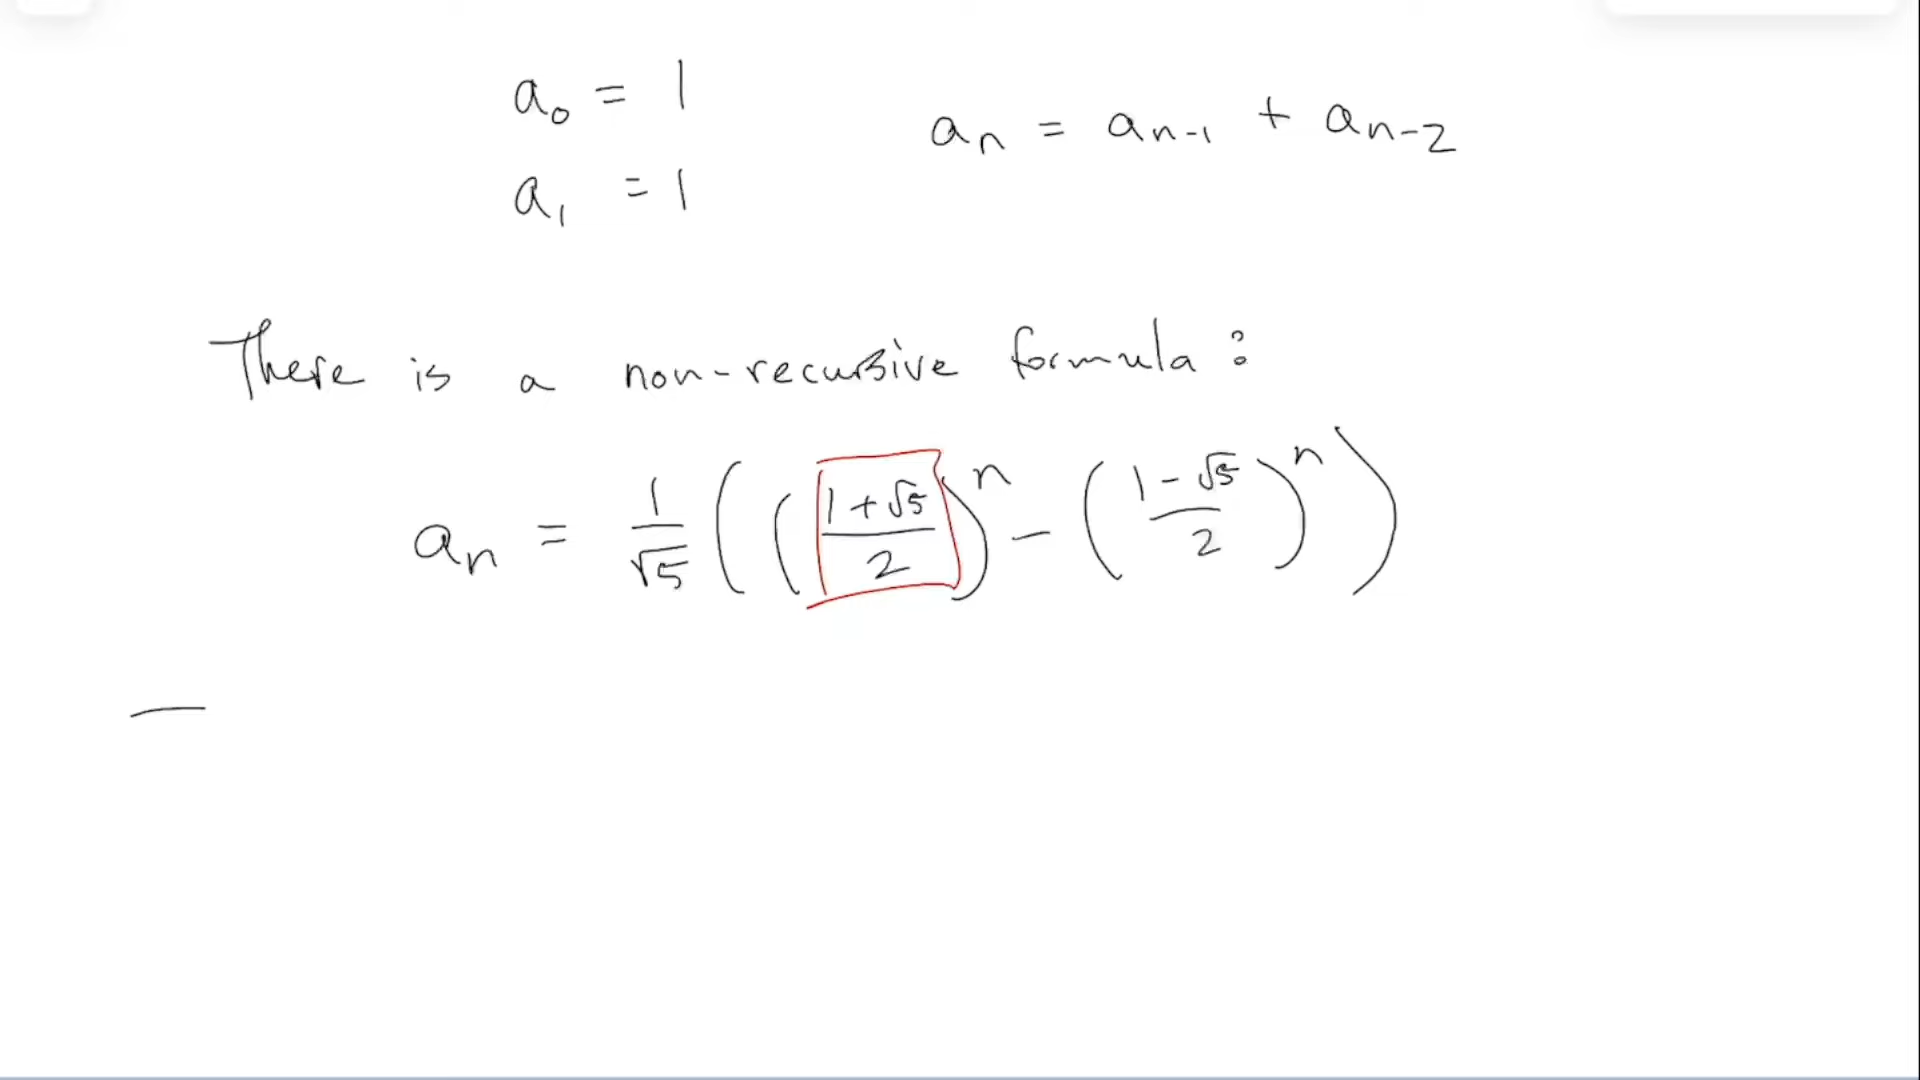 a₀ = 1
aₙ = aₙ₋₁ + aₙ₋₂
a₁ = 1
There is a non-recursive formula:
aₙ = 1/√5 (((1+√5)/2)ⁿ - ((1-√5)/2)ⁿ)